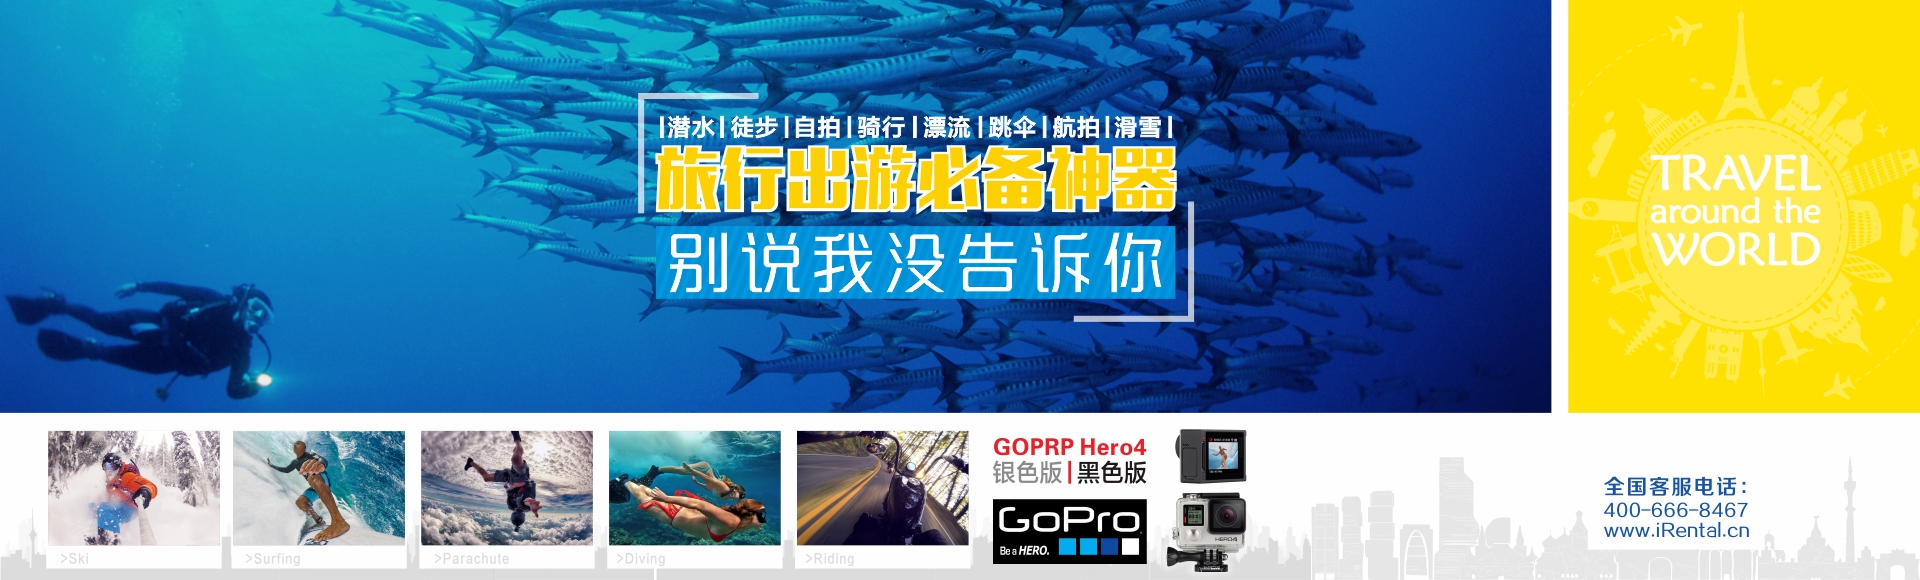 |潜水|徒步|自拍|骑行|漂流|跳伞|航拍|滑雪|
旅行出游必备神器
别说我没告诉你
TRAVEL
around the
WORLD
>Ski
>Surfing
>Parachute
>Diving
>Riding
GOPRP Hero4
银色版|黑色版
GoPro
Be a HERO.
HERO4
全国客服电话:
400-666-8467
www.iRental.cn